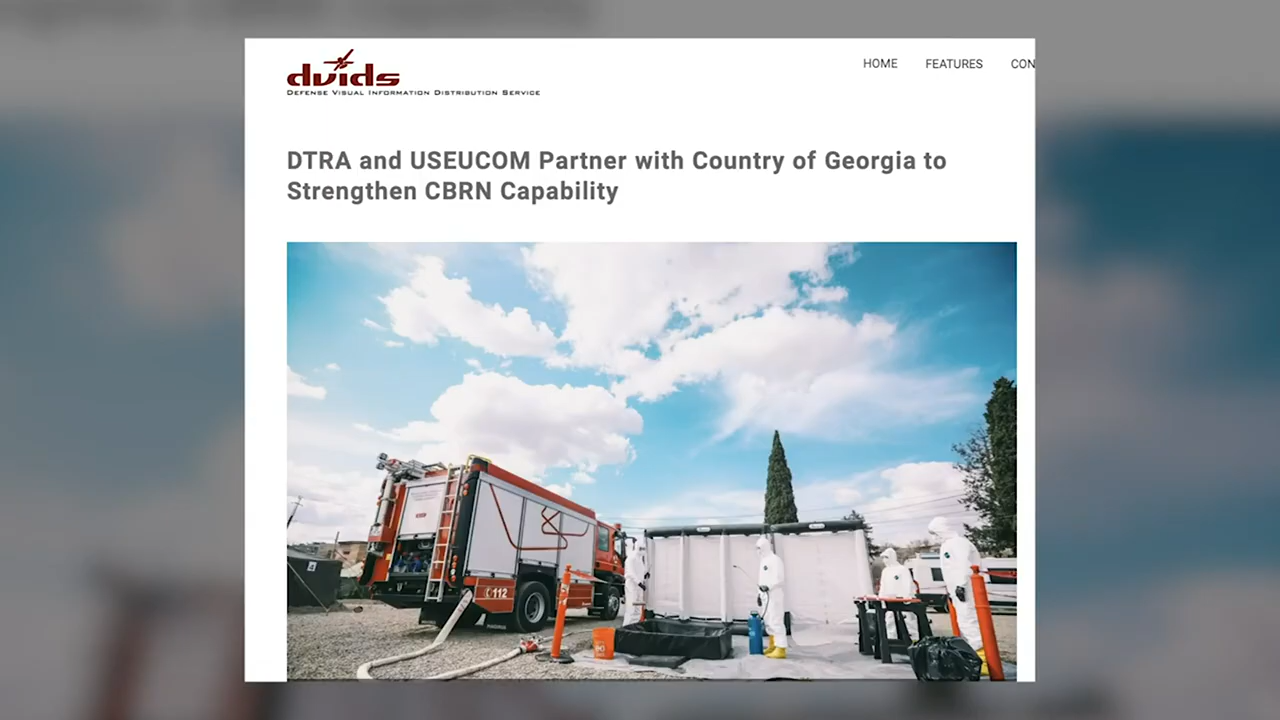 dvids
HOME FEATURES CON
DEFENSE VISUAL INFORMATION DISTRIBUTION SERVICE
DTRA and USEUCOM Partner with Country of Georgia to
Strengthen CBRN Capability
112